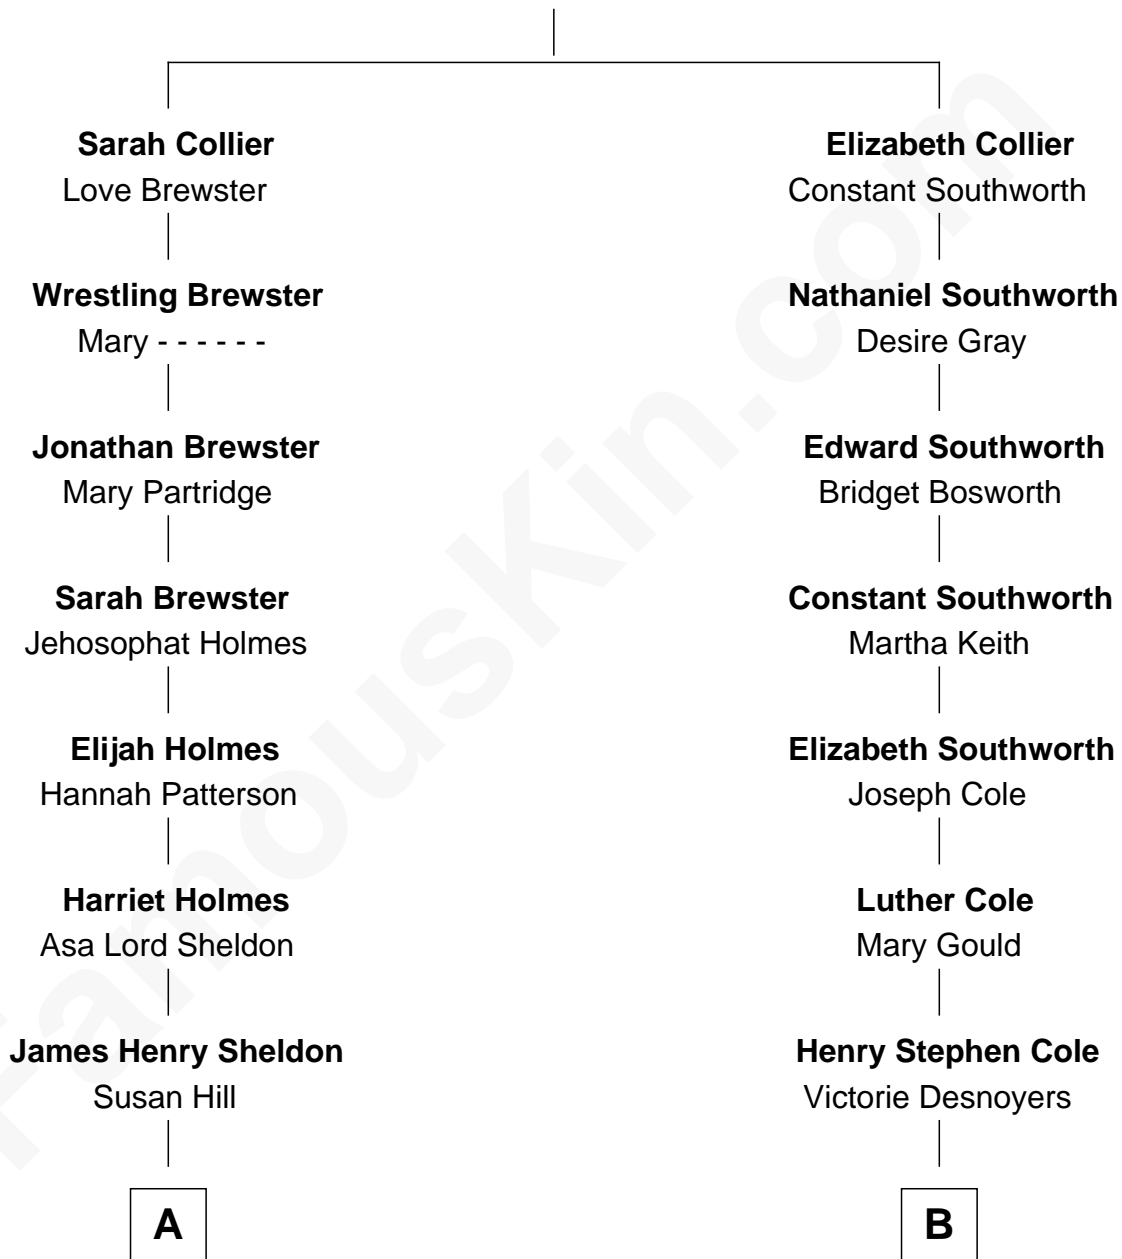 Sarah Collier
Love Brewster
Wrestling Brewster
Mary - - - - - -
Jonathan Brewster
Mary Partridge
Sarah Brewster
Jehosophat Holmes
Elijah Holmes
Hannah Patterson
Harriet Holmes
Asa Lord Sheldon
James Henry Sheldon
Susan Hill
A
Elizabeth Collier
Constant Southworth
Nathaniel Southworth
Desire Gray
Edward Southworth
Bridget Bosworth
Constant Southworth
Martha Keith
Elizabeth Southworth
Joseph Cole
Luther Cole
Mary Gould
Henry Stephen Cole
Victorie Desnoyers
B
FamousKin.com